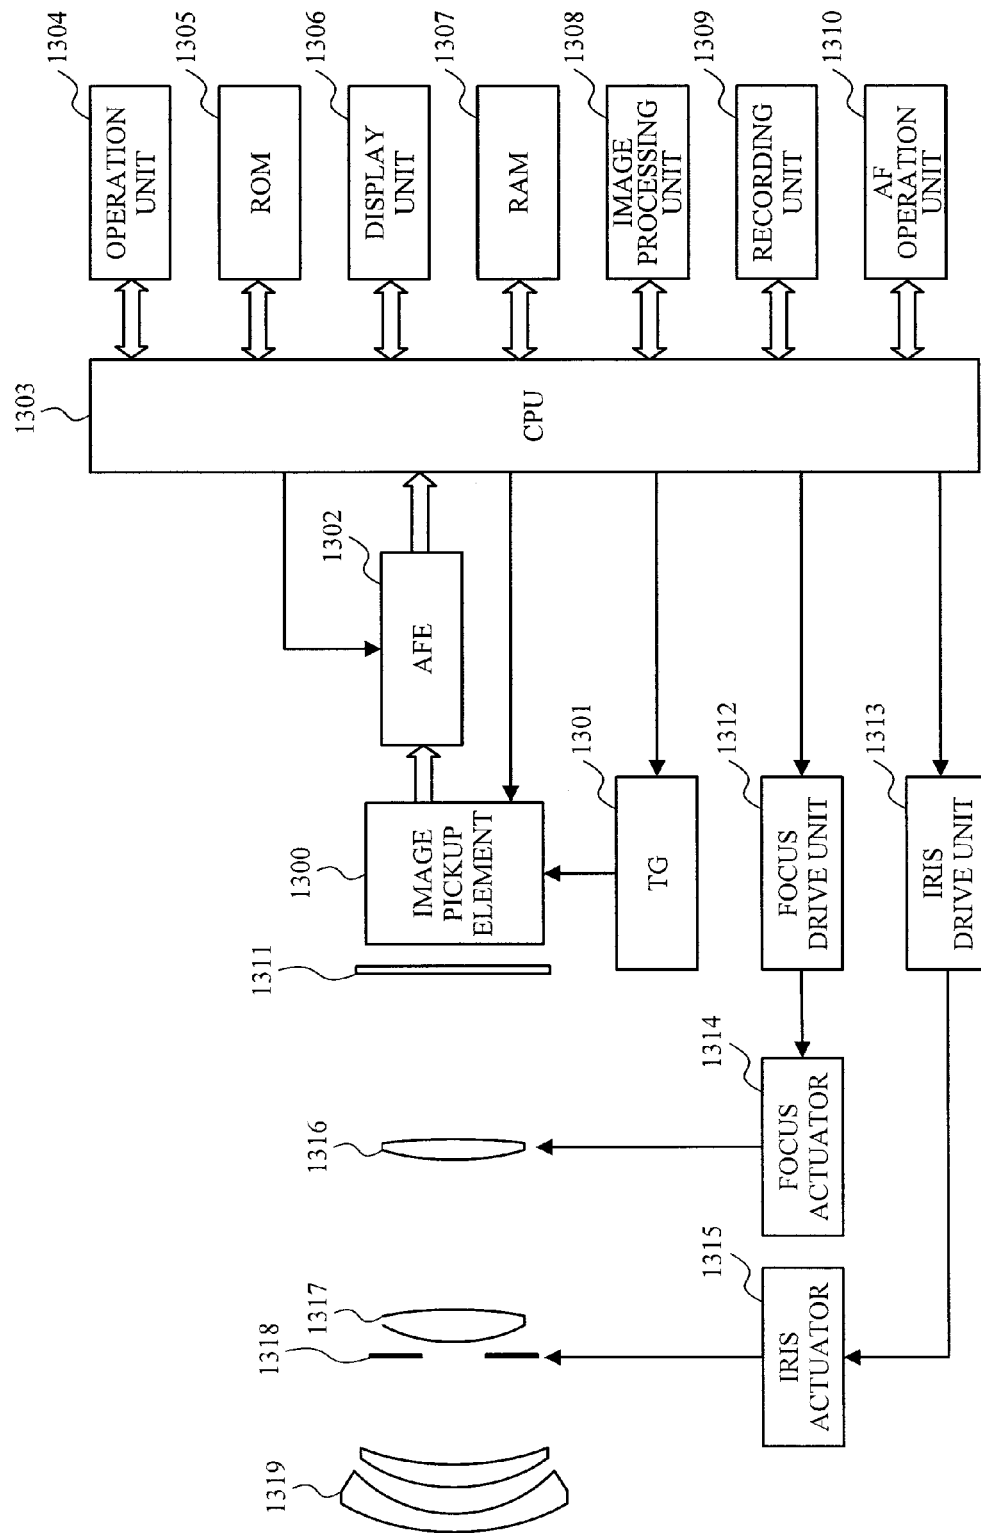 1304
OPERATION
UNIT
1305
ROM
1306
DISPLAY
UNIT
1307
RAM
1308
IMAGE
PROCESSING
UNIT
1309
RECORDING
UNIT
1310
AF
OPERATION
UNIT
1303
CPU
1302
AFE
1300
IMAGE
PICKUP
ELEMENT
1301
TG
1312
FOCUS
DRIVE UNIT
1313
IRIS
DRIVE UNIT
1311
1314
FOCUS
ACTUATOR
1316
1315
IRIS
ACTUATOR
1317
1318
1319